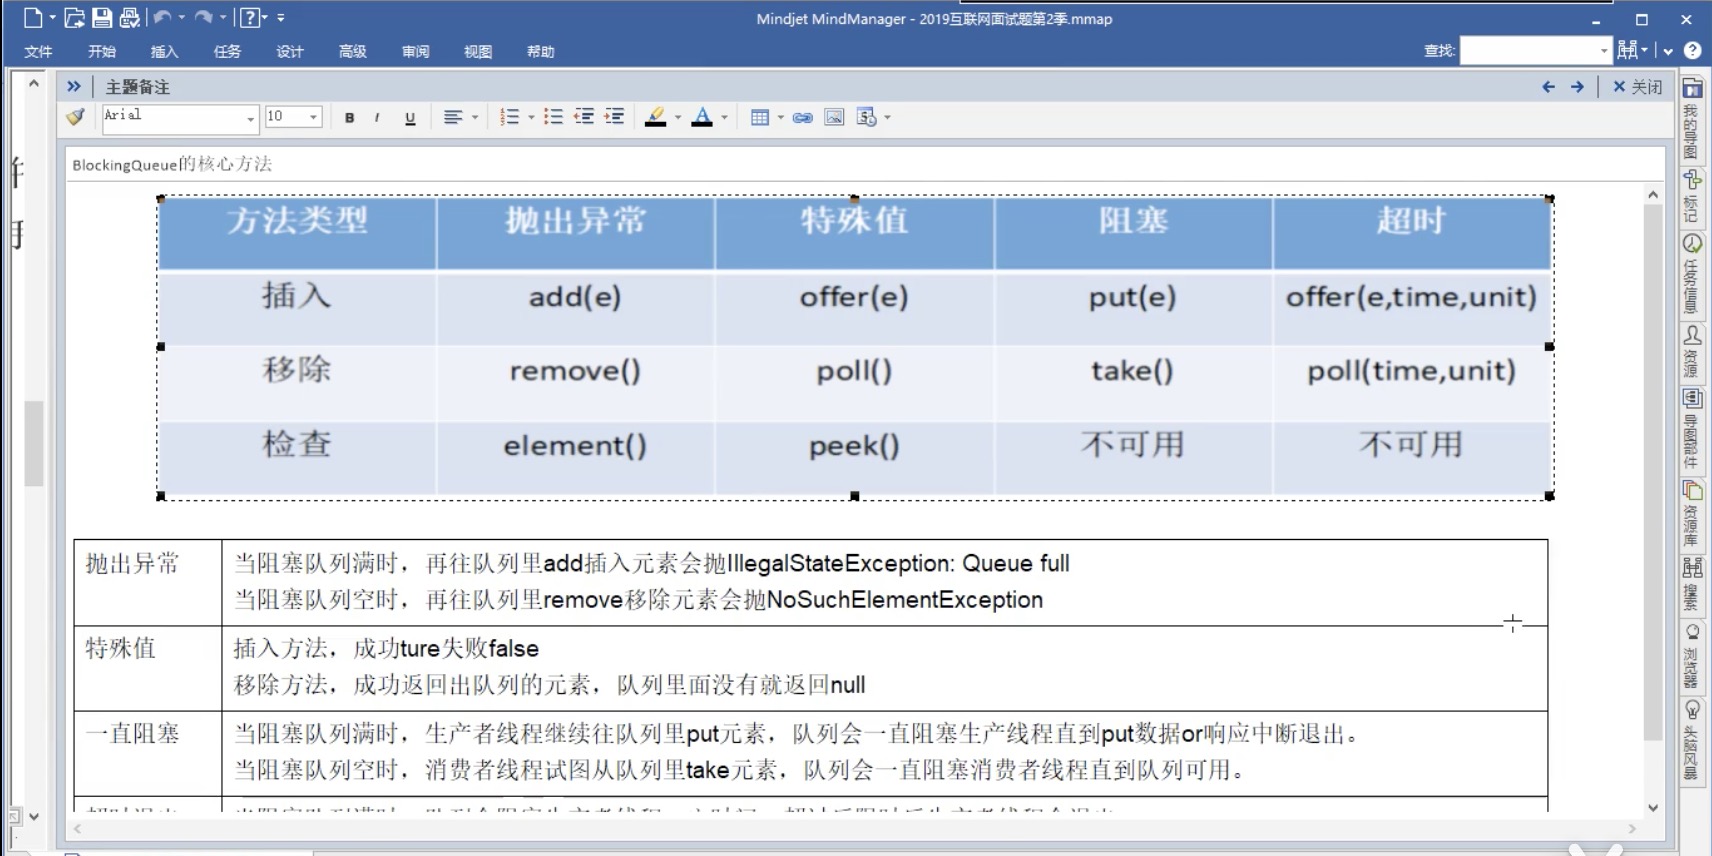 Mindjet MindManager - 2019互联网面试题第2季.mmap
文件 开始 插入 任务 设计 高级 审阅 视图 帮助 查找:
主题备注 关闭
Arial 10 B I U
BlockingQueue的核心方法
方法类型 抛出异常 特殊值 阻塞 超时
插入 add(e) offer(e) put(e) offer(e,time,unit)
移除 remove() poll() take() poll(time,unit)
检查 element() peek() 不可用 不可用
抛出异常 当阻塞队列满时，再往队列里add插入元素会抛IllegalStateException: Queue full
当阻塞队列空时，再往队列里remove移除元素会抛NoSuchElementException
特殊值 插入方法，成功ture失败false
移除方法，成功返回出队列的元素，队列里面没有就返回null
一直阻塞 当阻塞队列满时，生产者线程继续往队列里put元素，队列会一直阻塞生产线程直到put数据or响应中断退出。
当阻塞队列空时，消费者线程试图从队列里take元素，队列会一直阻塞消费者线程直到队列可用。
我的导图
标记
任务信息
资源
导图部件
资源库
搜索
浏览器
头脑风暴